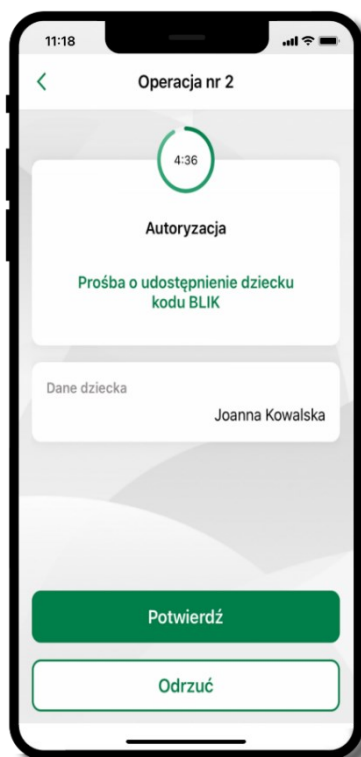 11:18
Operacja nr 2
4:36
Autoryzacja
Prośba o udostępnienie dziecku
kodu BLIK
Dane dziecka
Joanna Kowalska
Potwierdź
Odrzuć